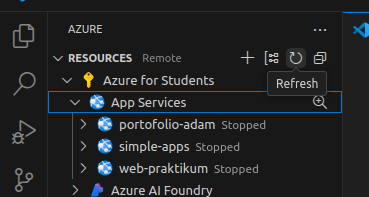 AZURE
RESOURCES Remote
Refresh
Azure for Students
App Services
portofolio-adam Stopped
simple-apps Stopped
web-praktikum Stopped
Azure AI Foundry